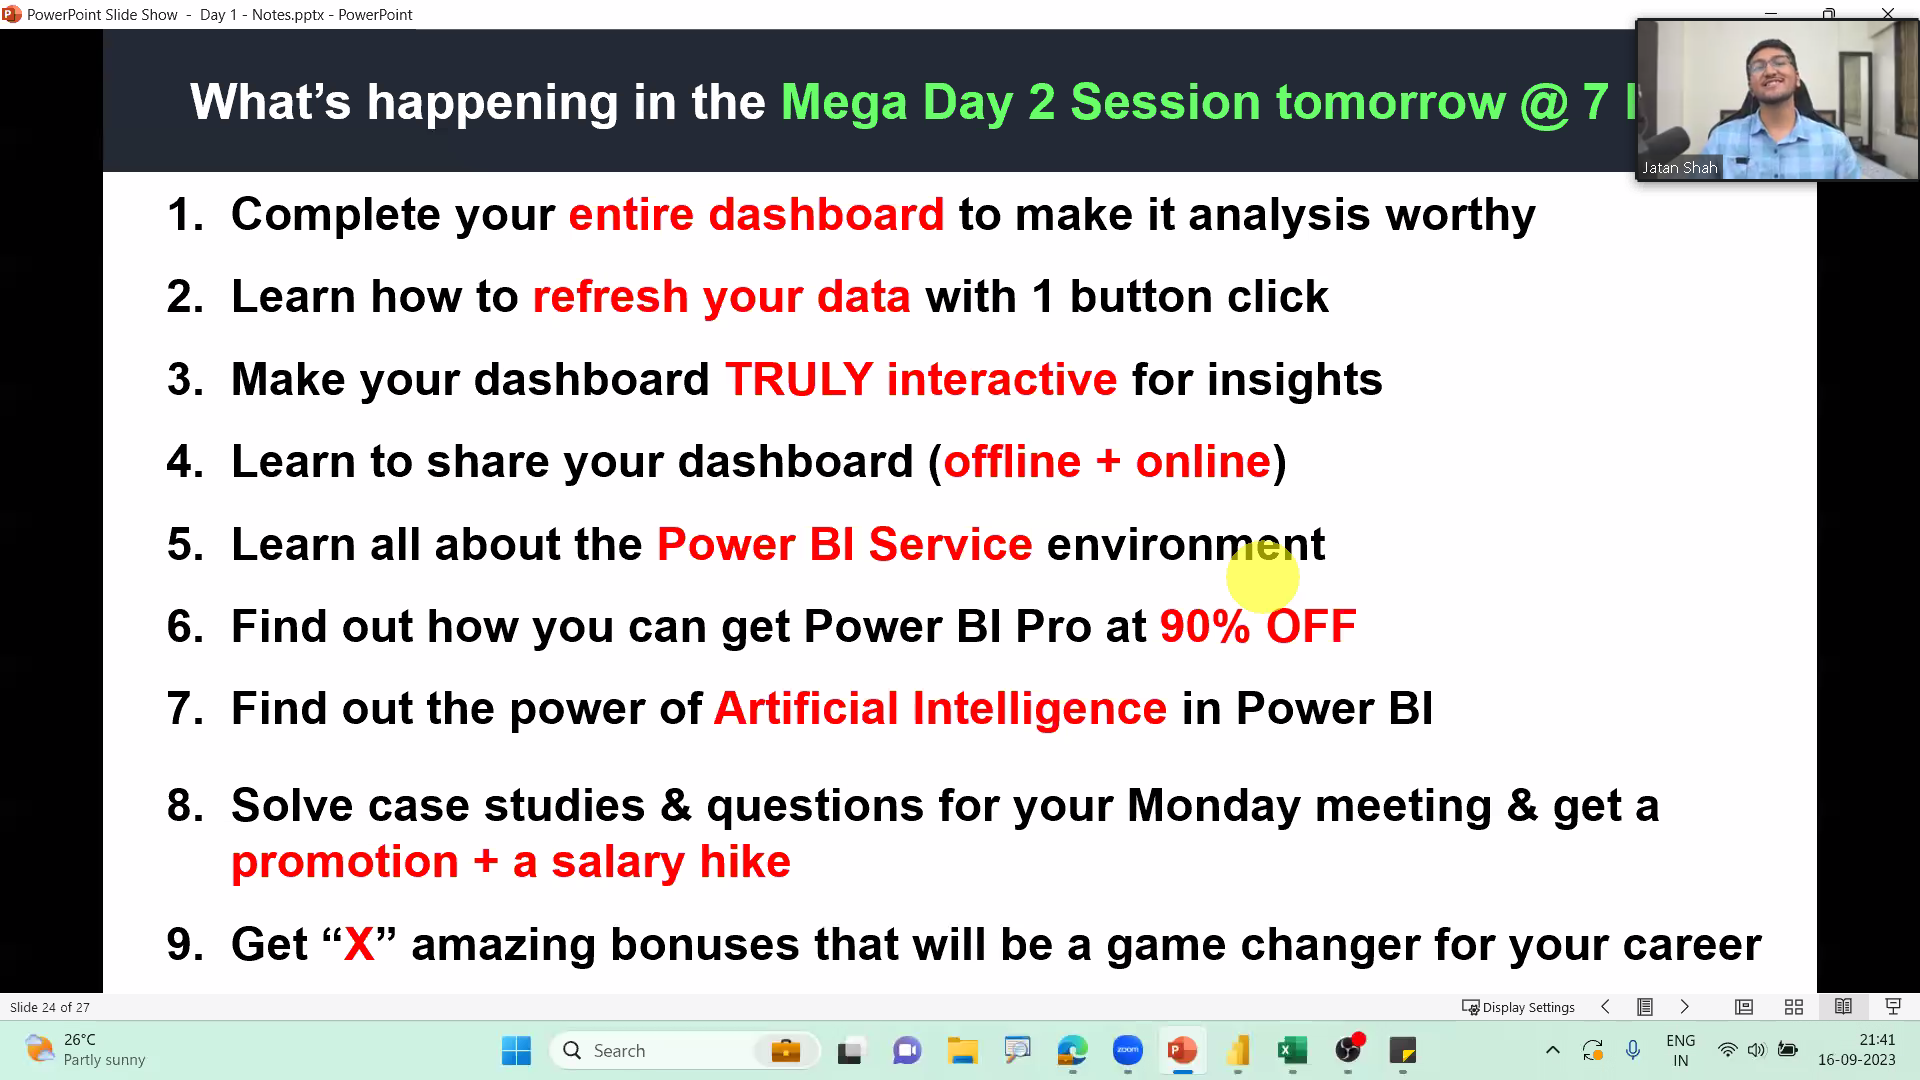 PowerPoint Slide Show - Day 1 - Notes.pptx - PowerPoint
What's happening in the Mega Day 2 Session tomorrow @ 7
Jatan Shah
1. Complete your entire dashboard to make it analysis worthy
2. Learn how to refresh your data with 1 button click
3. Make your dashboard TRULY interactive for insights
4. Learn to share your dashboard (offline + online)
5. Learn all about the Power BI Service environment
6. Find out how you can get Power BI Pro at 90% OFF
7. Find out the power of Artificial Intelligence in Power BI
8. Solve case studies & questions for your Monday meeting & get a
promotion + a salary hike
9. Get “X” amazing bonuses that will be a game changer for your career
Slide 24 of 27
Display Settings
26°C
Partly sunny
Search
zoom
ENG
IN
21:41
16-09-2023